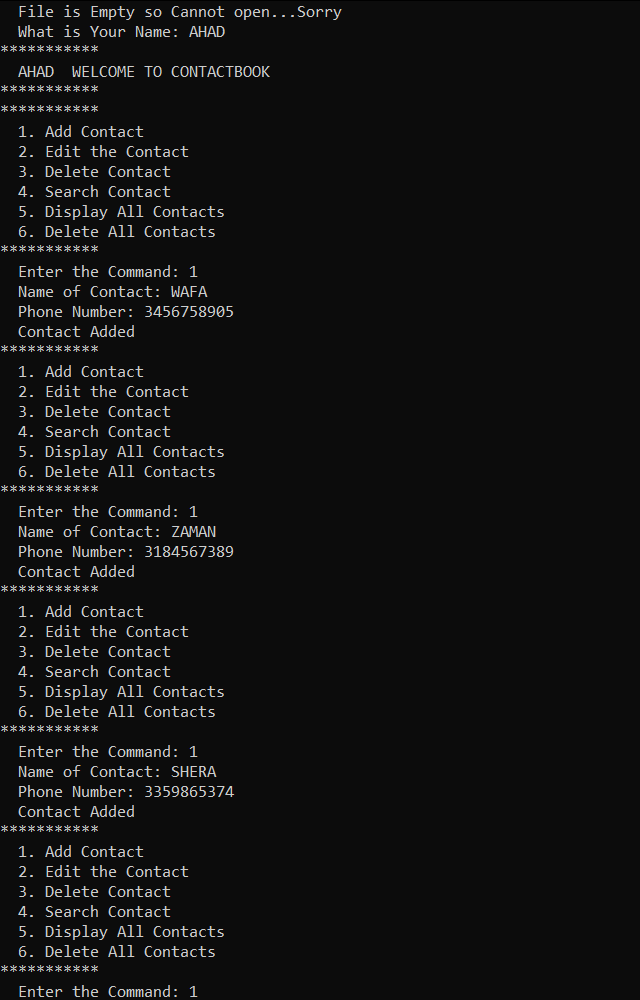 File is Empty so Cannot open...Sorry
What is Your Name: AHAD
***********
AHAD  WELCOME TO CONTACTBOOK
***********
***********
1. Add Contact
2. Edit the Contact
3. Delete Contact
4. Search Contact
5. Display All Contacts
6. Delete All Contacts
***********
Enter the Command: 1
Name of Contact: WAFA
Phone Number: 3456758905
Contact Added
***********
1. Add Contact
2. Edit the Contact
3. Delete Contact
4. Search Contact
5. Display All Contacts
6. Delete All Contacts
***********
Enter the Command: 1
Name of Contact: ZAMAN
Phone Number: 3184567389
Contact Added
***********
1. Add Contact
2. Edit the Contact
3. Delete Contact
4. Search Contact
5. Display All Contacts
6. Delete All Contacts
***********
Enter the Command: 1
Name of Contact: SHERA
Phone Number: 3359865374
Contact Added
***********
1. Add Contact
2. Edit the Contact
3. Delete Contact
4. Search Contact
5. Display All Contacts
6. Delete All Contacts
***********
Enter the Command: 1